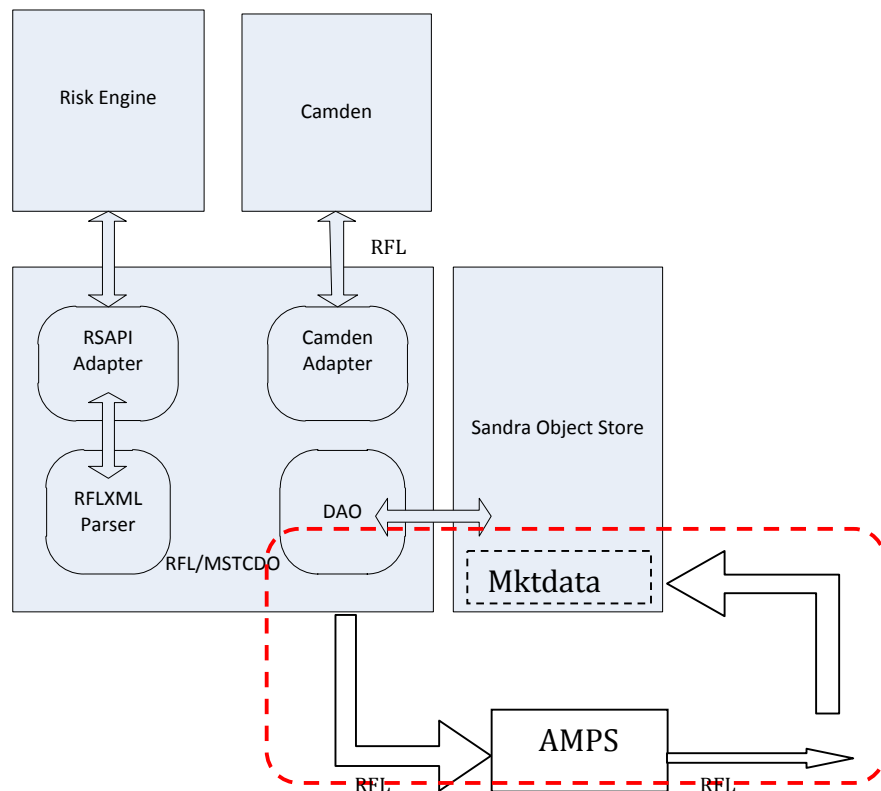 Risk Engine
Camden
RFL
RSAPI
Adapter
Camden
Adapter
Sandra Object Store
RFLXML
Parser
DAO
RFL/MSTCDO
Mktdata
AMPS
RFL
RFL